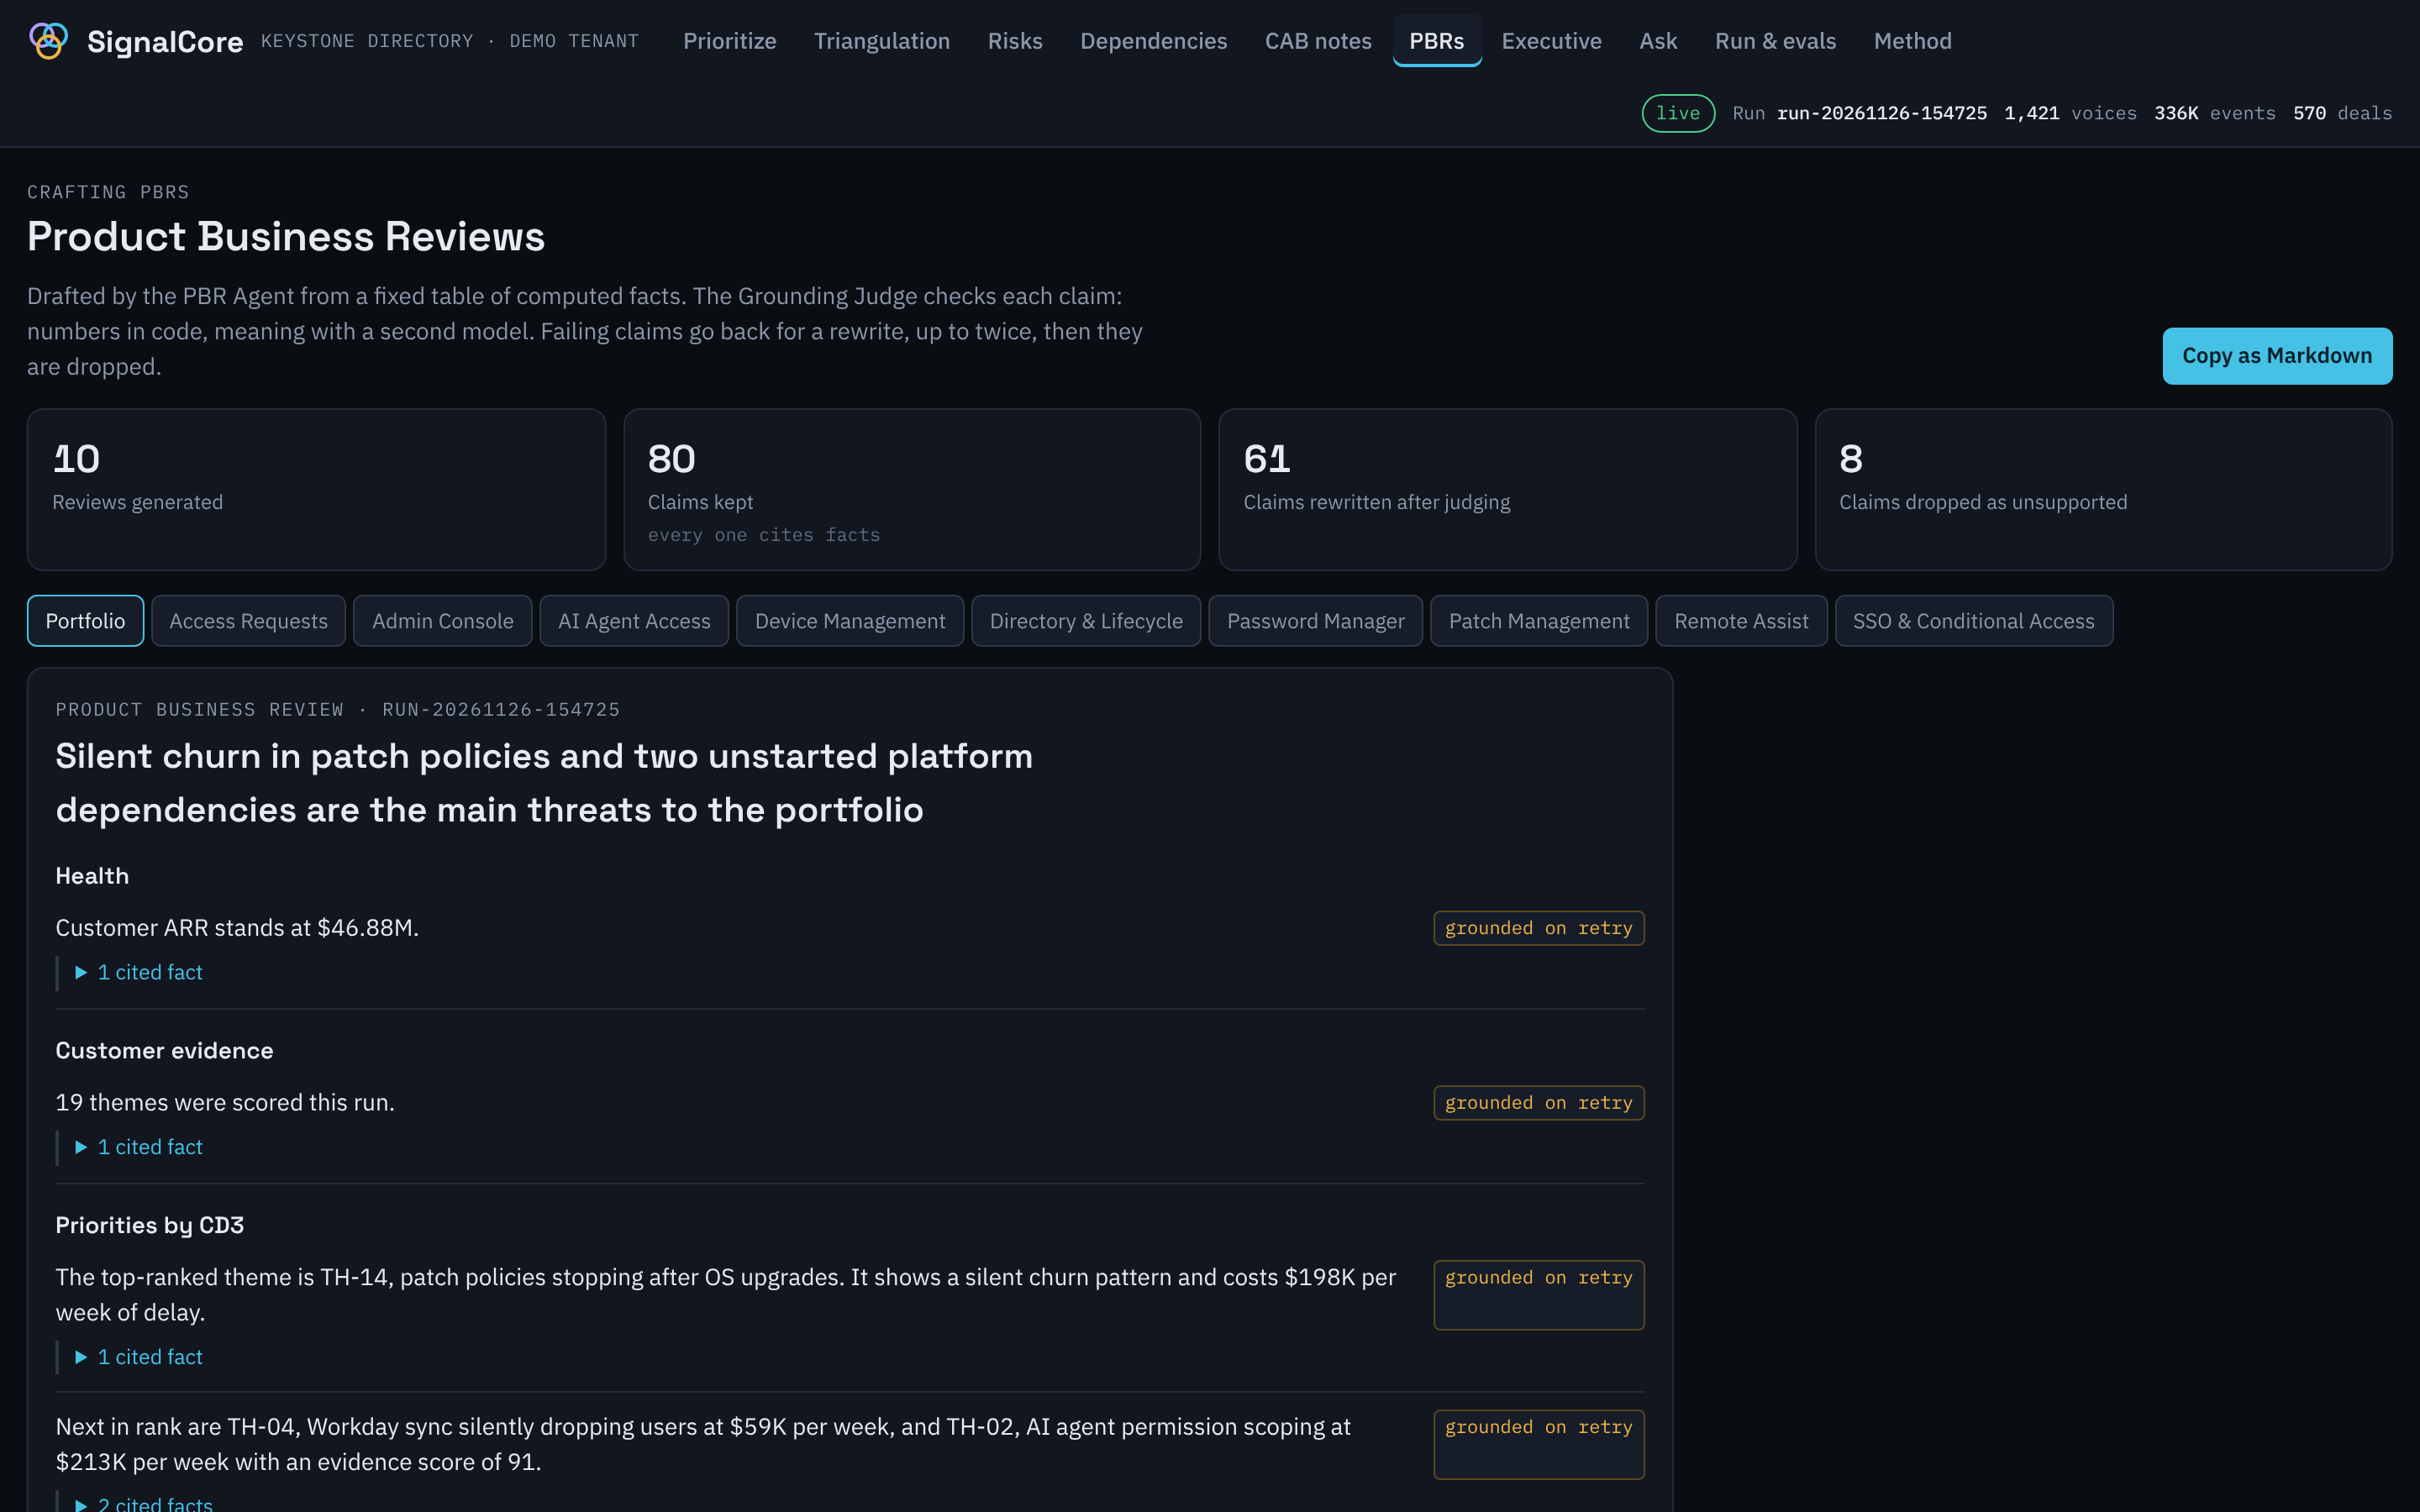 SignalCore KEYSTONE DIRECTORY · DEMO TENANT Prioritize Triangulation Risks Dependencies CAB notes PBRs Executive Ask Run & evals Method
live Run run-20261126-154725 1,421 voices 336K events 570 deals
CRAFTING PBRS
Product Business Reviews
Drafted by the PBR Agent from a fixed table of computed facts. The Grounding Judge checks each claim:
numbers in code, meaning with a second model. Failing claims go back for a rewrite, up to twice, then they
are dropped.
Copy as Markdown
10
Reviews generated
80
Claims kept
every one cites facts
61
Claims rewritten after judging
8
Claims dropped as unsupported
Portfolio Access Requests Admin Console AI Agent Access Device Management Directory & Lifecycle Password Manager Patch Management Remote Assist SSO & Conditional Access
PRODUCT BUSINESS REVIEW · RUN-20261126-154725
Silent churn in patch policies and two unstarted platform
dependencies are the main threats to the portfolio
Health
Customer ARR stands at $46.88M. grounded on retry
▶ 1 cited fact
Customer evidence
19 themes were scored this run. grounded on retry
▶ 1 cited fact
Priorities by CD3
The top-ranked theme is TH-14, patch policies stopping after OS upgrades. It shows a silent churn pattern and costs $198K per grounded on retry
week of delay.
▶ 1 cited fact
Next in rank are TH-04, Workday sync silently dropping users at $59K per week, and TH-02, AI agent permission scoping at grounded on retry
$213K per week with an evidence score of 91.
▶ 2 cited facts